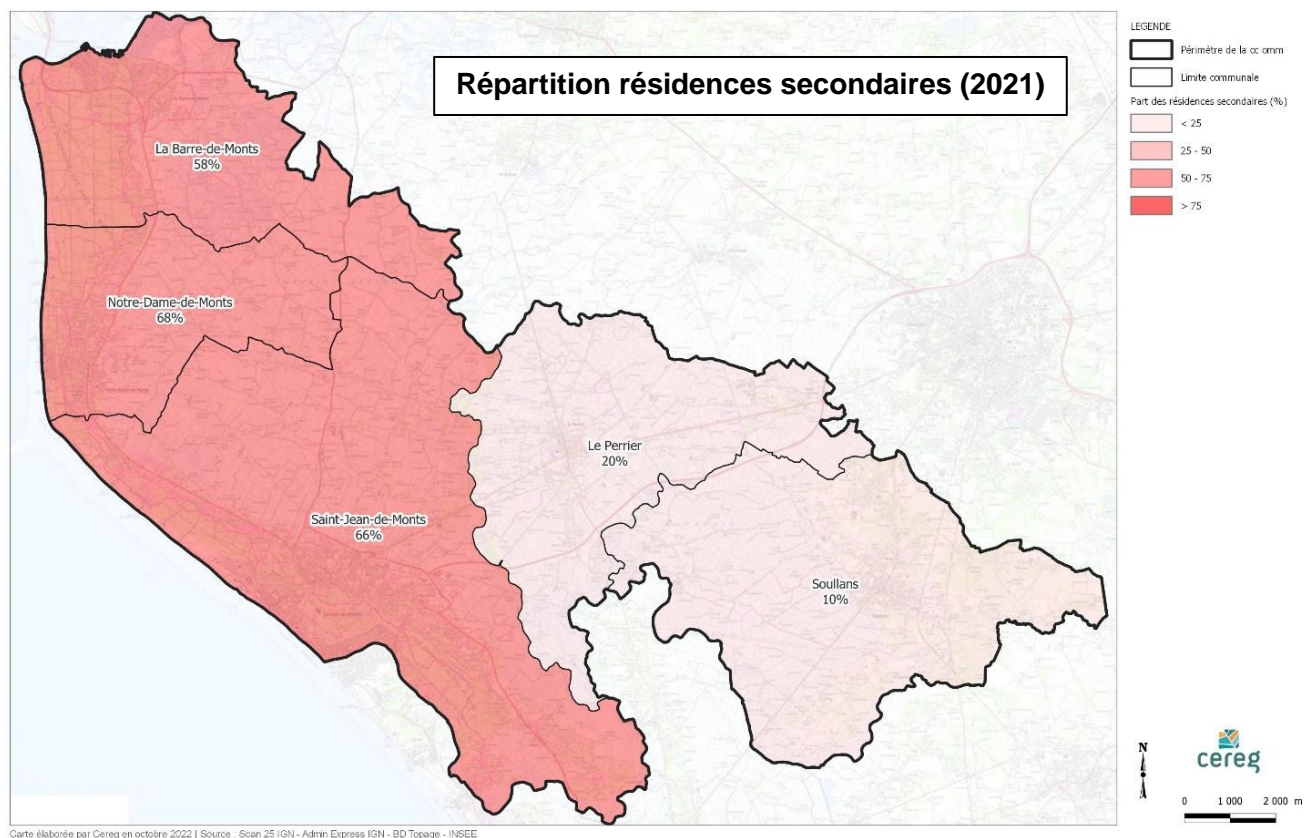 Répartition résidences secondaires (2021)
La Barre-de-Monts
58%
Notre-Dame-de-Monts
68%
Saint-Jean-de-Monts
66%
Le Perrier
20%
Soullans
10%
LEGENDE
Périmètre de la cc omm
Limite communale
Part des résidences secondaires (%)
< 25
25 - 50
50 - 75
> 75
N
cereg
0 1 000 2 000 m
Carte élaborée par Cereg en octobre 2022 | Source : Scan 25 IGN - Admin Express IGN - BD Topage - INSEE